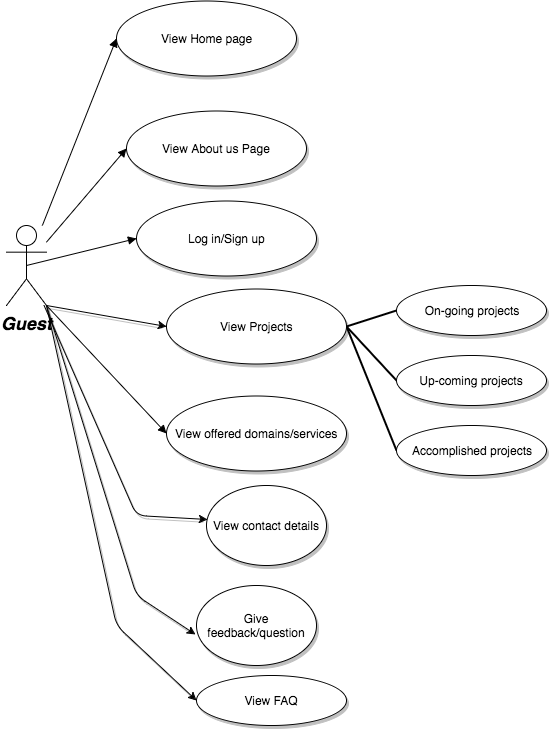 View Home page
View About us Page
Log in/Sign up
Guest
View Projects
On-going projects
Up-coming projects
Accomplished projects
View offered domains/services
View contact details
Give
feedback/question
View FAQ